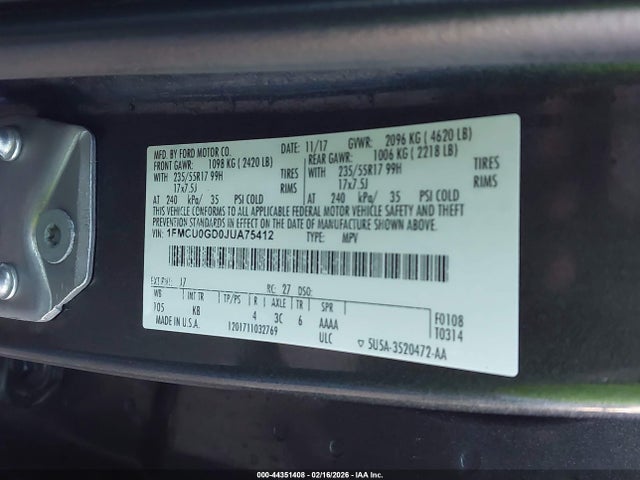 MFD. BY FORD MOTOR CO.
DATE: 11/17 GVWR: 2096 KG ( 4620 LB)
FRONT GAWR: 1098 KG ( 2420 LB) REAR GAWR: 1006 KG ( 2218 LB)
WITH 235/55R17 99H TIRES WITH 235/55R17 99H TIRES
17x7.5J RIMS 17x7.5J RIMS
AT 240 kPa/ 35 PSI COLD AT 240 kPa/ 35 PSI COLD
THIS VEHICLE CONFORMS TO ALL APPLICABLE FEDERAL MOTOR VEHICLE SAFETY AND THEFT
PREVENTION STANDARDS IN EFFECT ON THE DATE OF MANUFACTURE SHOWN ABOVE.
VIN: 1FMCU0GD0JUA75412 TYPE: MPV
EXT PNT: J7 RC: 27 DSO:
WB INT TR TP/PS R AXLE TR SPR
105 KB 4 3C 6 AAAA
F0108
T0314
MADE IN U.S.A. 1201711032769 ULC 5U5A-3520472-AA
000-44351408 - 02/16/2026 - IAA Inc.